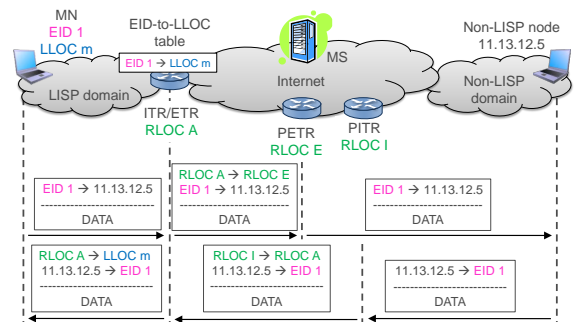 MN
EID 1
LLOC m
EID-to-LLOC
table
EID 1 → LLOC m
MS
Non-LISP node
11.13.12.5
LISP domain
Internet
Non-LISP
domain
ITR/ETR
RLOC A
PETR
RLOC E
PITR
RLOC I
EID 1 → 11.13.12.5
DATA
RLOC A → RLOC E
EID 1 → 11.13.12.5
DATA
EID 1 → 11.13.12.5
DATA
RLOC A → LLOC m
11.13.12.5 → EID 1
DATA
RLOC I → RLOC A
11.13.12.5 → EID 1
DATA
11.13.12.5 → EID 1
DATA